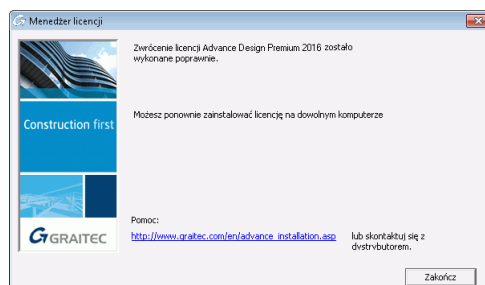 Menedżer licencji
Zwrócenie licencji Advance Design Premium 2016 zostało
wykonane poprawnie.
Construction first
Możesz ponownie zainstalować licencję na dowolnym komputerze
GRAITEC
Pomoc:
http://www.graitec.com/en/advance_installation.asp lub skontaktuj się z
dystrybutorem.
Zakończ